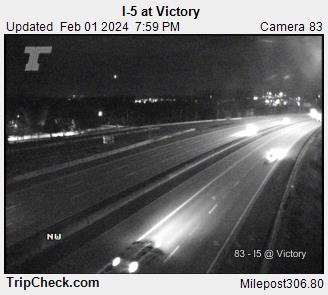 I-5 at Victory
Updated Feb 01 2024 7:59 PM Camera 83
T
NW
83 - I5 @ Victory
TripCheck.com Milepost306.80